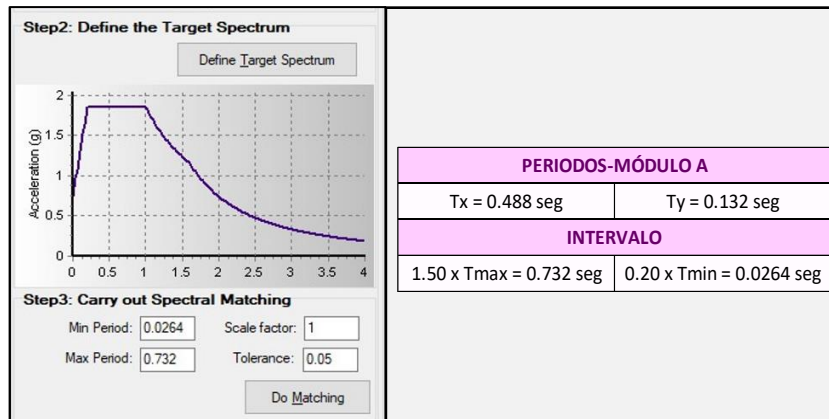 Step2: Define the Target Spectrum
Define Target Spectrum
Acceleration (g)
2
1.5
1
0.5
0
0 0.5 1 1.5 2 2.5 3 3.5 4
Step3: Carry out Spectral Matching
Min Period: 0.0264 Scale factor: 1
Max Period: 0.732 Tolerance: 0.05
Do Matching
PERIODOS-MÓDULO A
Tx = 0.488 seg Ty = 0.132 seg
INTERVALO
1.50 x Tmax = 0.732 seg 0.20 x Tmin = 0.0264 seg